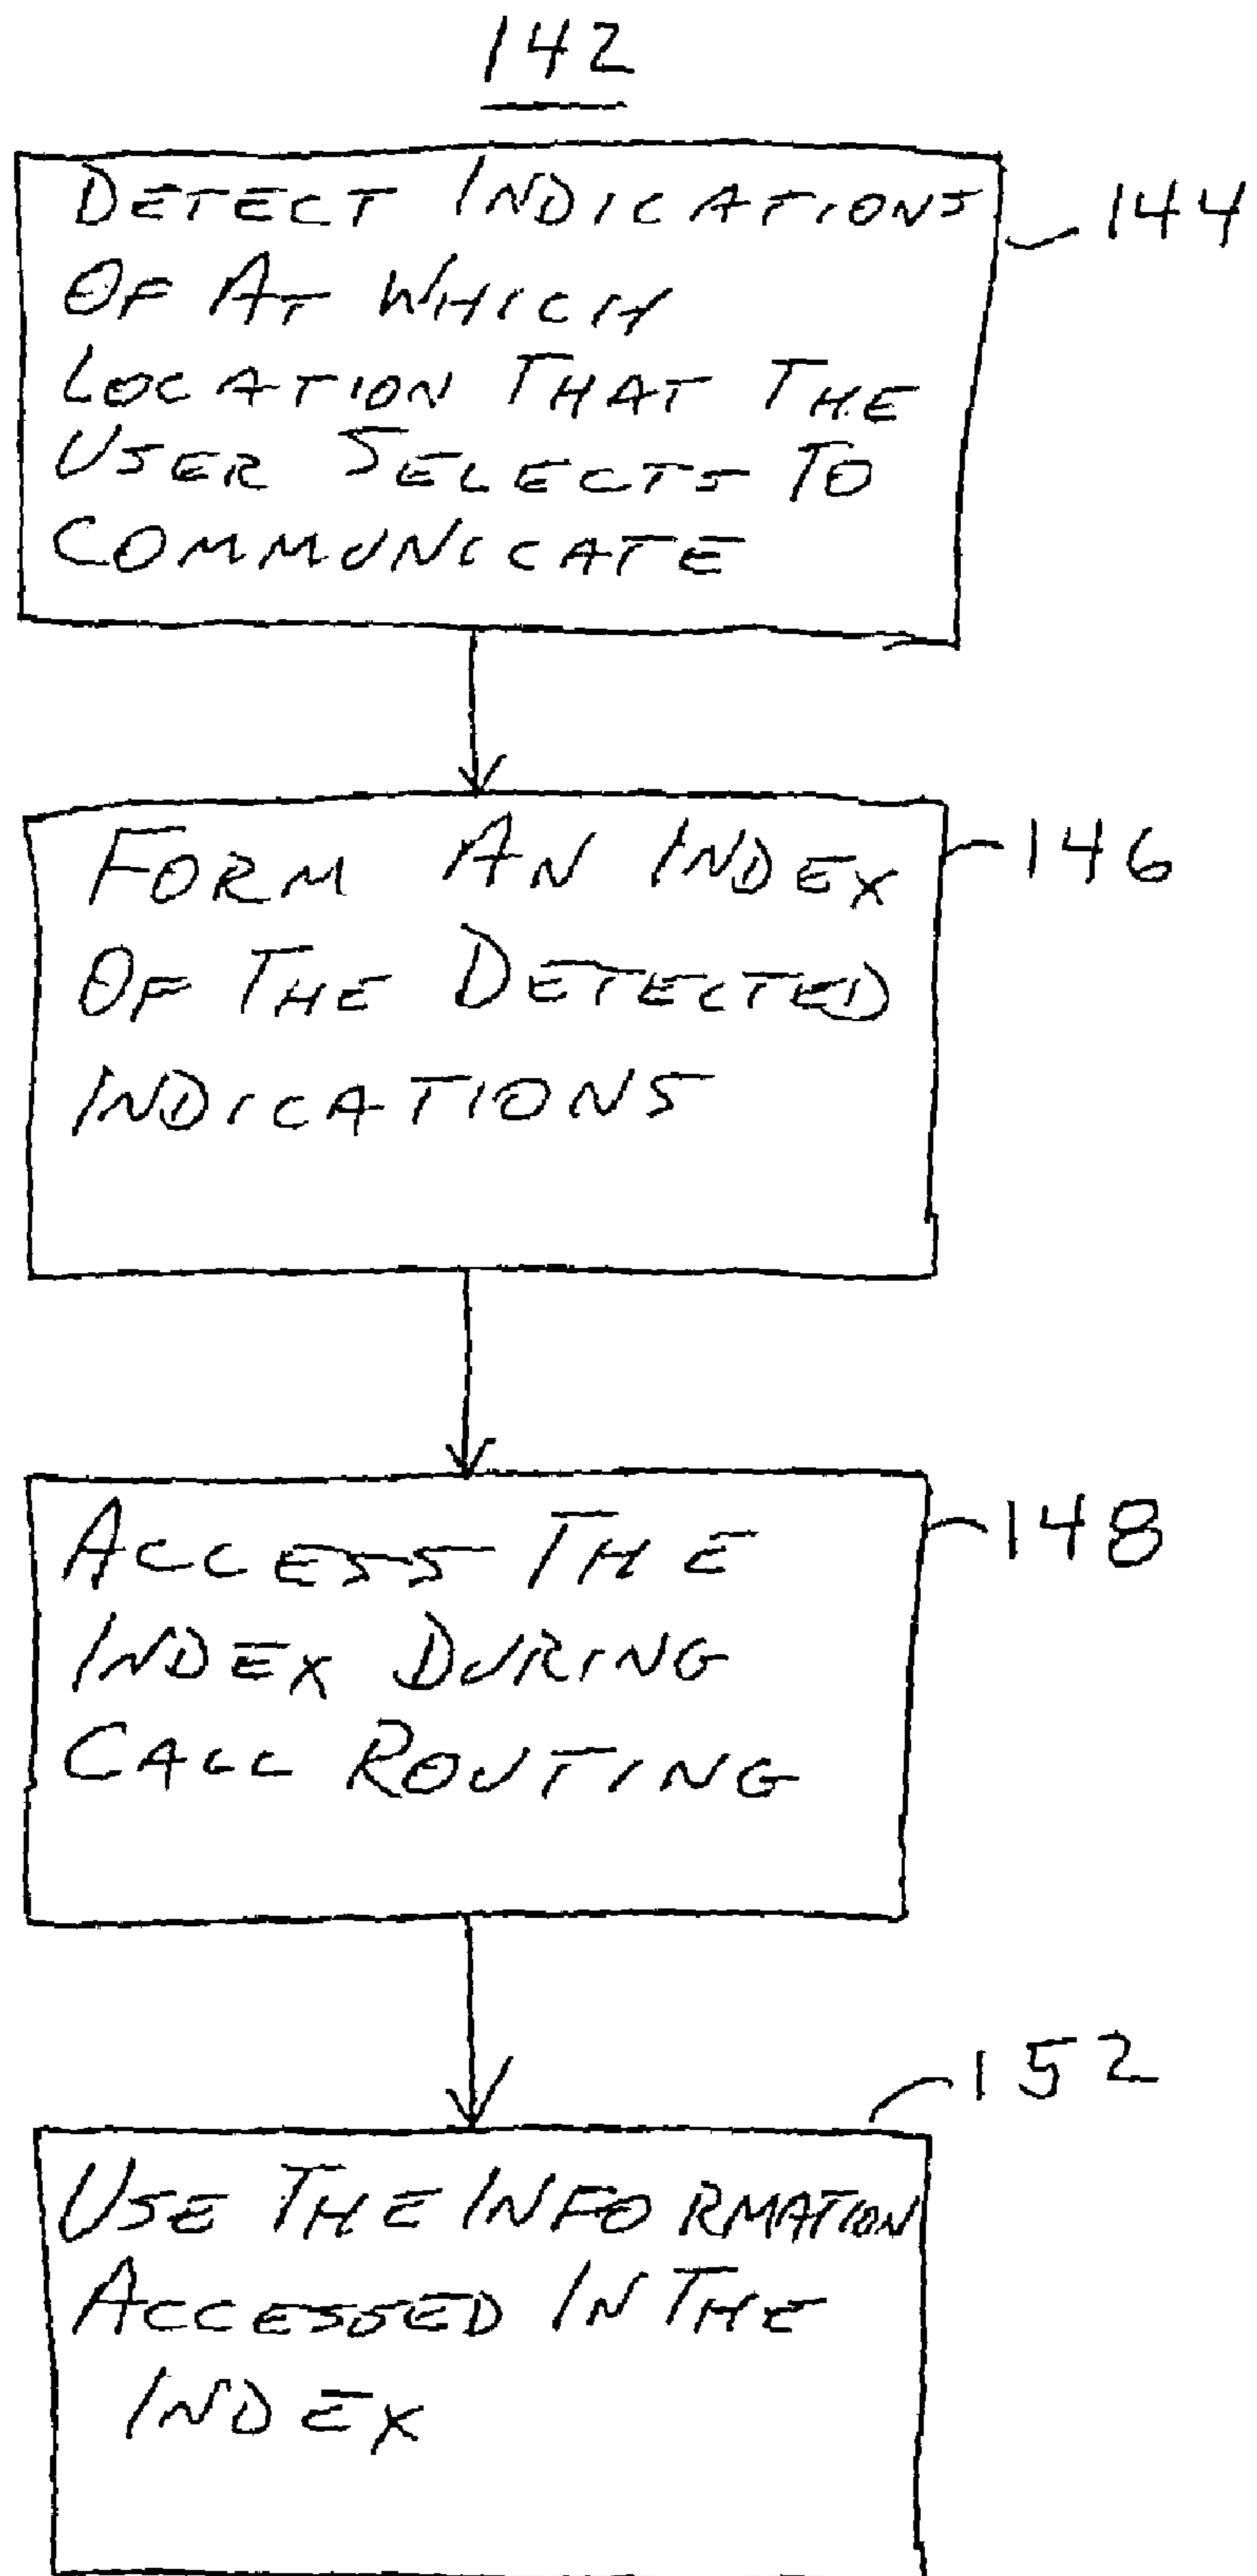 142
DETECT INDICATIONS
144
OF AT WHICH
LOCATION THAT THE
USER SELECTS TO
COMMUNICATE
FORM AN INDEX
146
OF THE DETECTED
INDICATIONS
ACCESS THE
148
INDEX DURING
CALL ROUTING
152
USE THE INFORMATION
ACCESSED IN THE
INDEX